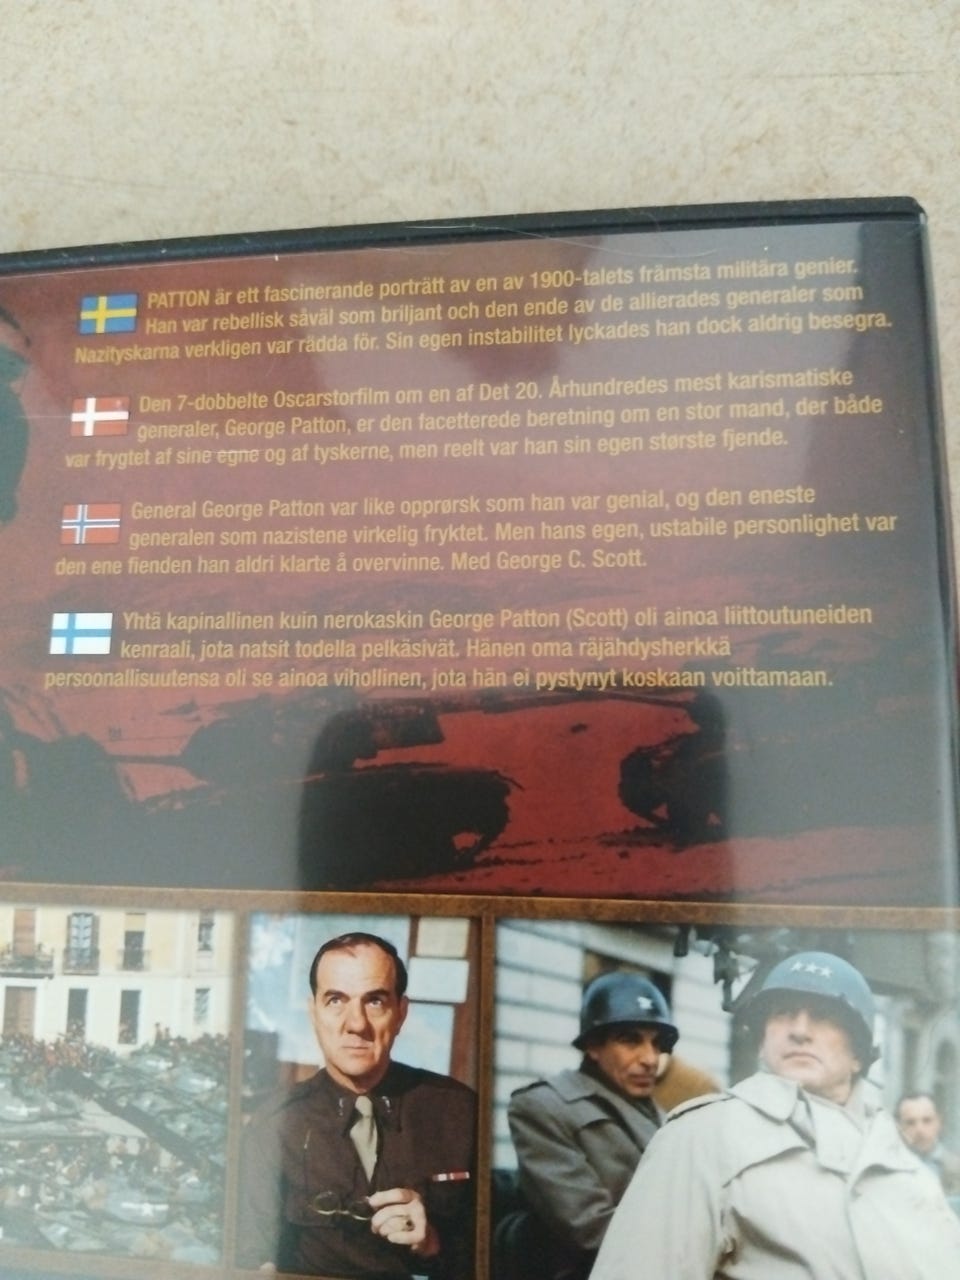 PATTON är ett fascinerande porträtt av en av 1900-talets främsta militära genier.
Han var rebellisk såväl som briljant och den ende av de allierades generaler som
Nazityskarna verkligen var rädda för. Sin egen instabilitet lyckades han dock aldrig besegra.
Den 7-dobbelte Oscarstorfilm om en af Det 20. Århundredes mest karismatiske
generaler, George Patton, er den facetterede beretning om en stor mand, der både
var frygtet af sine egne og af tyskerne, men reelt var han sin egen største fjende.
General George Patton var like opprørsk som han var genial, og den eneste
generalen som nazistene virkelig fryktet. Men hans egen, ustabile personlighet var
den ene fienden han aldri klarte å overvinne. Med George C. Scott.
Yhtä kapinallinen kuin nerokaskin George Patton (Scott) oli ainoa liittoutuneiden
kenraali, jota natsit todella pelkäsivät. Hänen oma räjähdysherkkä
persoonallisuutensa oli se ainoa vihollinen, jota hän ei pystynyt koskaan voittamaan.